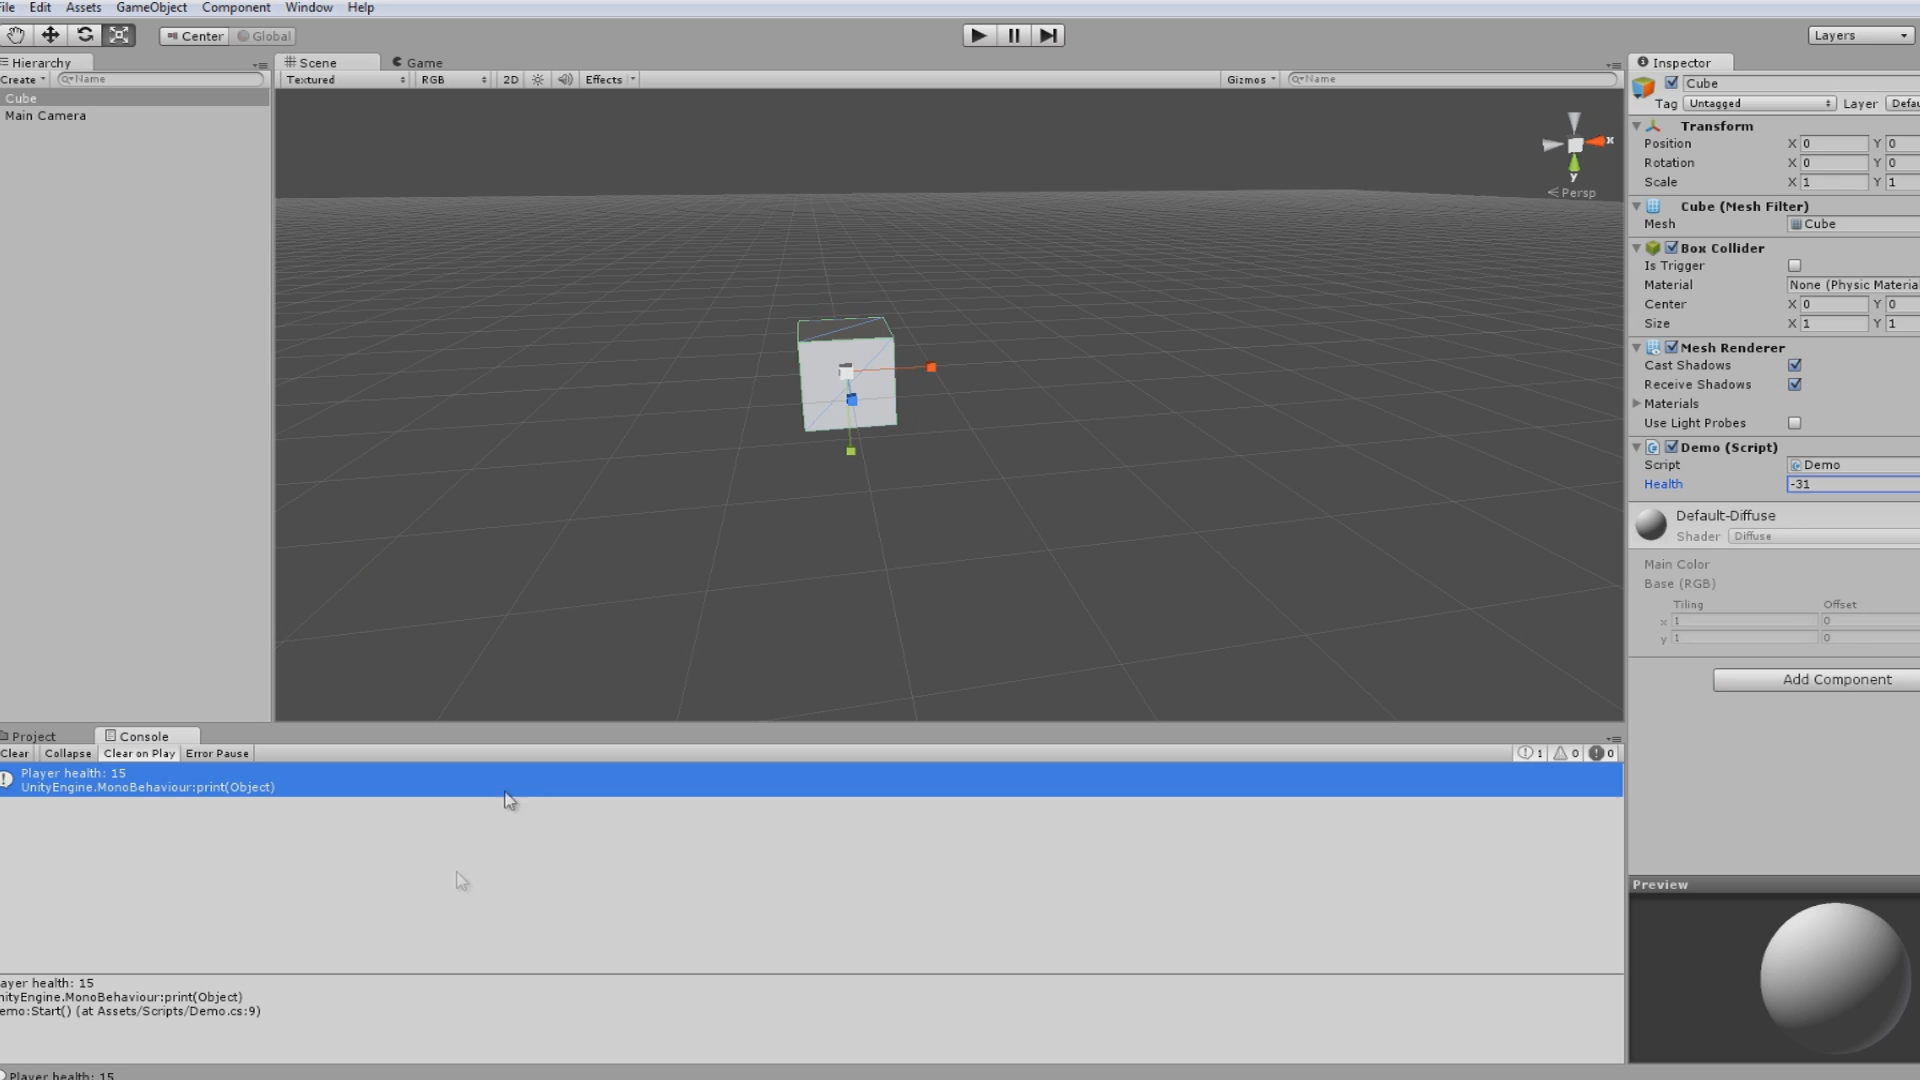 File Edit Assets GameObject Component Window Help
Center Global Layers
Hierarchy
Create Name
Cube
Main Camera
Scene Game
Textured RGB 2D Effects Gizmos Name
x
y
Persp
Inspector
Cube
Tag Untagged Layer Defau
Transform
Position X 0 Y 0
Rotation X 0 Y 0
Scale X 1 Y 1
Cube (Mesh Filter)
Mesh Cube
Box Collider
Is Trigger
Material None (Physic Material
Center X 0 Y 0
Size X 1 Y 1
Mesh Renderer
Cast Shadows
Receive Shadows
Materials
Use Light Probes
Demo (Script)
Script Demo
Health -31
Default-Diffuse
Shader Diffuse
Main Color
Base (RGB)
Tiling Offset
x 1 0
y 1 0
Add Component
Preview
Project Console
Clear Collapse Clear on Play Error Pause 1 0 0
Player health: 15
UnityEngine.MonoBehaviour:print(Object)
ayer health: 15
nityEngine.MonoBehaviour:print(Object)
emo:Start() (at Assets/Scripts/Demo.cs:9)
Player health: 15